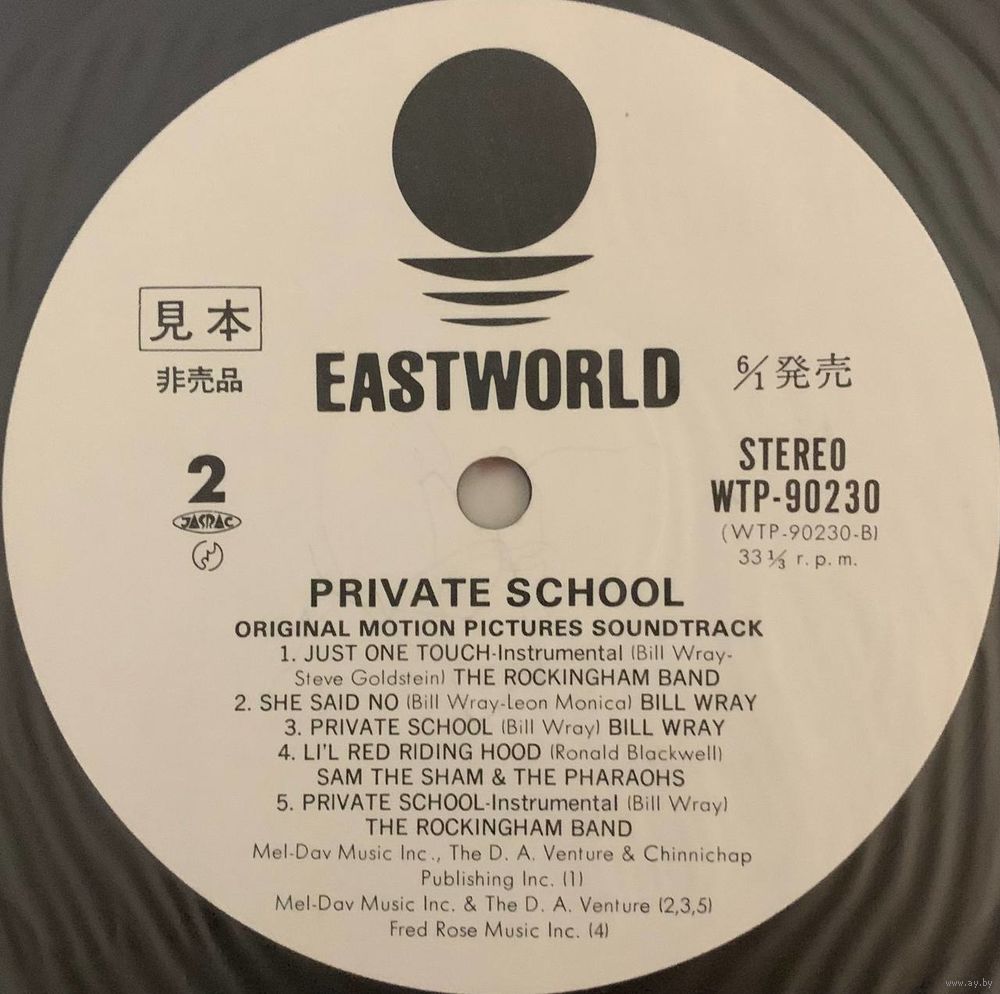 見本
非売品
EASTWORLD
6/1 発売
2
JASRAC
STEREO
WTP-90230
(WTP-90230-B)
33 1/3 r.p.m.
PRIVATE SCHOOL
ORIGINAL MOTION PICTURES SOUNDTRACK
1. JUST ONE TOUCH-Instrumental (Bill Wray-
Steve Goldstein) THE ROCKINGHAM BAND
2. SHE SAID NO (Bill Wray-Leon Monica) BILL WRAY
3. PRIVATE SCHOOL (Bill Wray) BILL WRAY
4. LI'L RED RIDING HOOD (Ronald Blackwell)
SAM THE SHAM & THE PHARAOHS
5. PRIVATE SCHOOL-Instrumental (Bill Wray)
THE ROCKINGHAM BAND
Mel-Dav Music Inc., The D. A. Venture & Chinnichap
Publishing Inc. (1)
Mel-Dav Music Inc. & The D. A. Venture (2,3,5)
Fred Rose Music Inc. (4)
www.ay.by